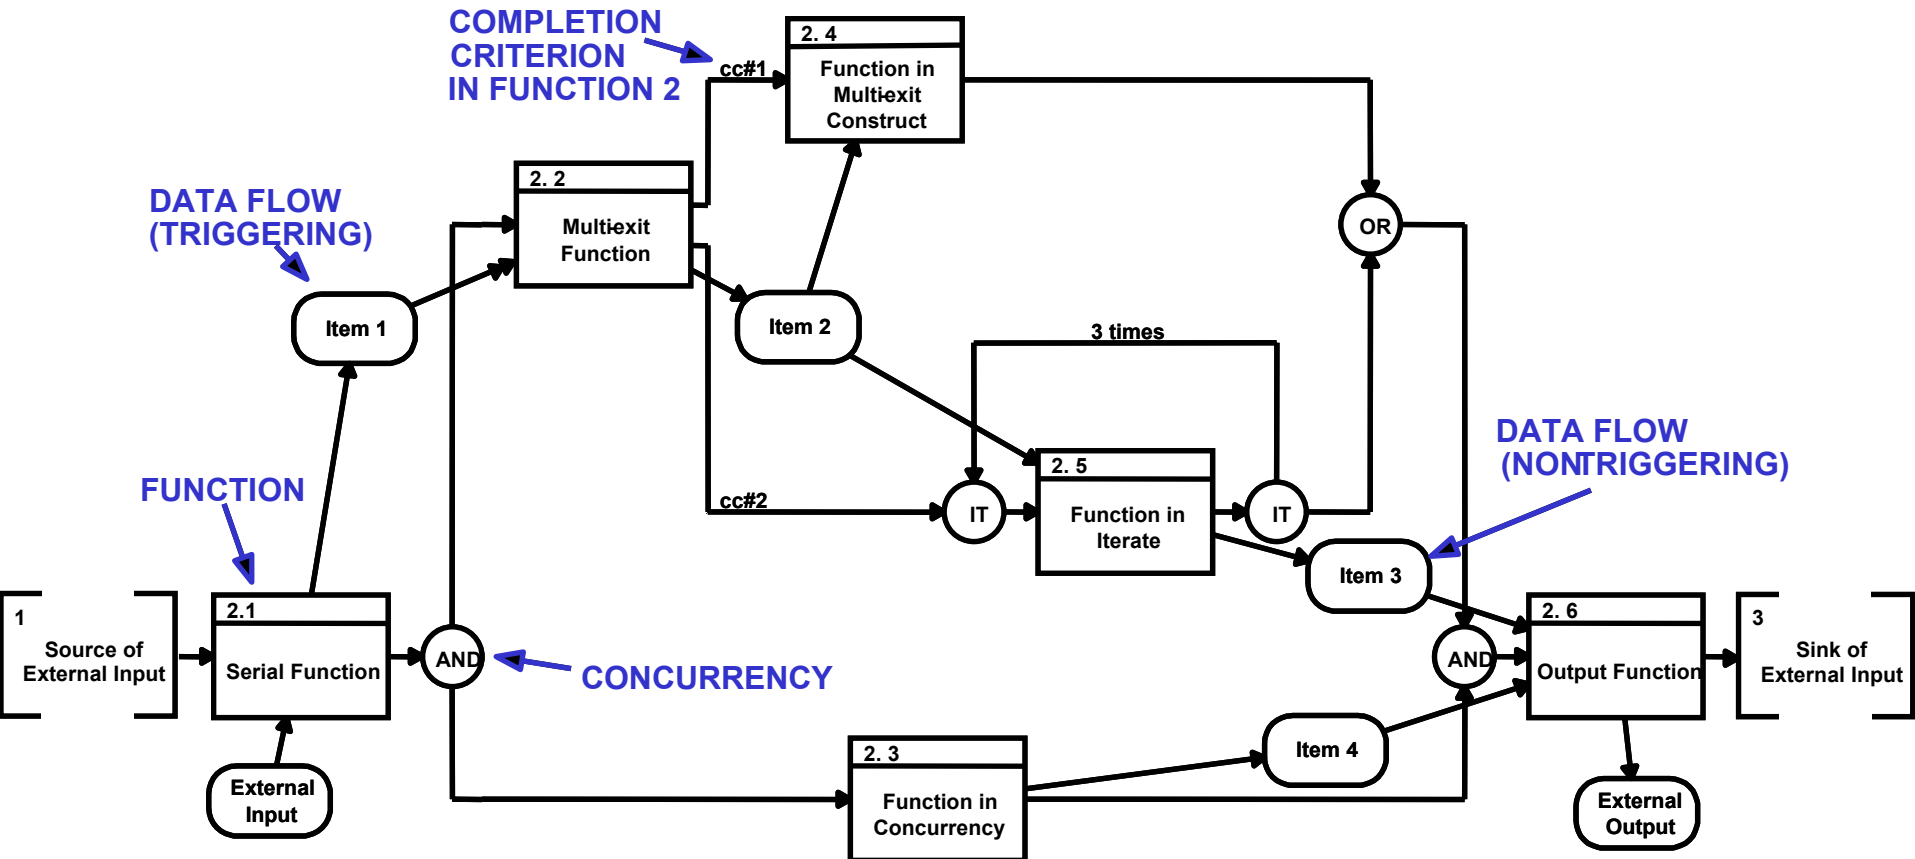 COMPLETION
CRITERION
IN FUNCTION 2
cc#1
2. 4
Function in
Multi-exit
Construct
2. 2
Multi-exit
Function
DATA FLOW
(TRIGGERING)
OR
Item 1
Item 2
3 times
DATA FLOW
(NONTRIGGERING)
FUNCTION
cc#2
IT
2. 5
Function in
Iterate
IT
Item 3
1
Source of
External Input
2.1
Serial Function
AND
CONCURRENCY
AND
2. 6
Output Function
3
Sink of
External Input
External
Input
2. 3
Function in
Concurrency
Item 4
External
Output